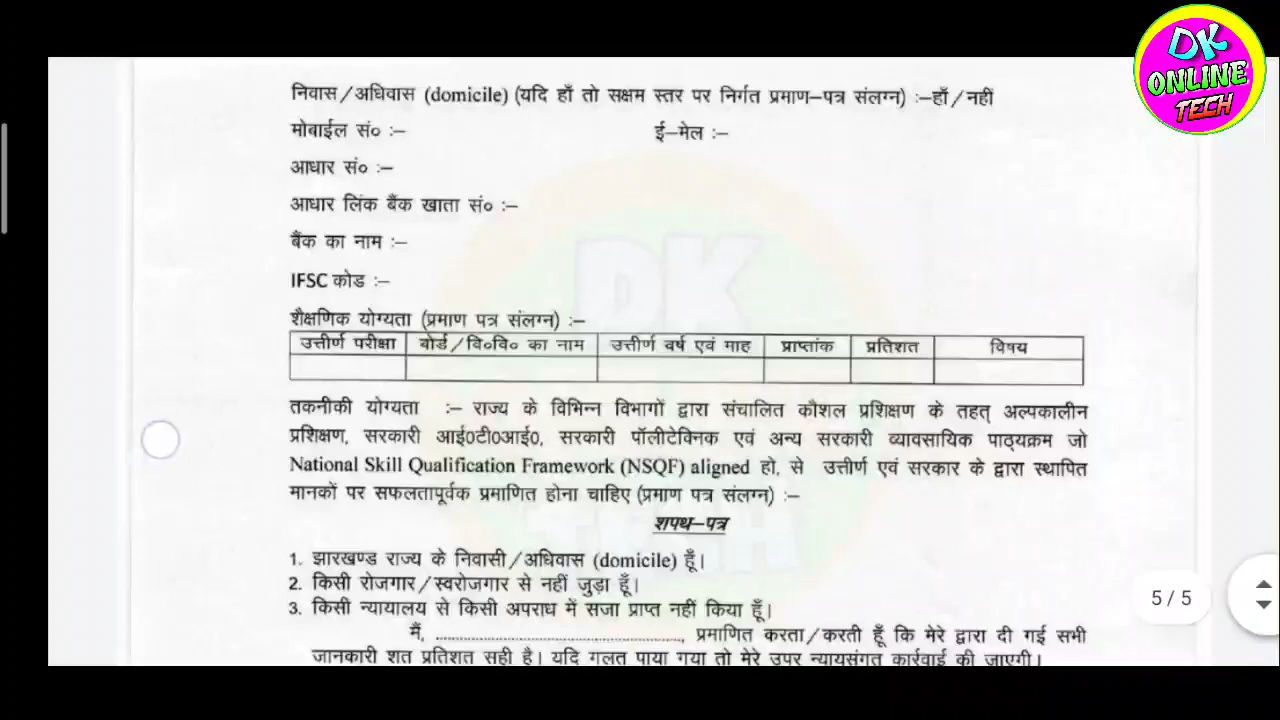 DK
ONLINE
TECH
निवास/अधिवास (domicile) (यदि हाँ तो सक्षम स्तर पर निर्गत प्रमाण-पत्र संलग्न) :-हाँ/नहीं
मोबाईल सं० :- ई-मेल :-
आधार सं० :-
आधार लिंक बैंक खाता सं० :-
बैंक का नाम :-
IFSC कोड :-
शैक्षणिक योग्यता (प्रमाण पत्र संलग्न) :-
उत्तीर्ण परीक्षा बोर्ड/वि०वि० का नाम उत्तीर्ण वर्ष एवं माह प्राप्तांक प्रतिशत विषय
तकनीकी योग्यता :- राज्य के विभिन्न विभागों द्वारा संचालित कौशल प्रशिक्षण के तहत् अल्पकालीन
प्रशिक्षण, सरकारी आई0टी0आई0, सरकारी पॉलीटेक्निक एवं अन्य सरकारी व्यावसायिक पाठ्यक्रम जो
National Skill Qualification Framework (NSQF) aligned हो, से उत्तीर्ण एवं सरकार के द्वारा स्थापित
मानकों पर सफलतापूर्वक प्रमाणित होना चाहिए (प्रमाण पत्र संलग्न) :-
शपथ-पत्र
1. झारखण्ड राज्य के निवासी/अधिवास (domicile) हूँ।
2. किसी रोजगार/स्वरोजगार से नहीं जुड़ा हूँ।
3. किसी न्यायालय से किसी अपराध में सजा प्राप्त नहीं किया हूँ।
मैं, ................................................, प्रमाणित करता/करती हूँ कि मेरे द्वारा दी गई सभी
जानकारी शत प्रतिशत सही है। यदि गलत पाया गया तो मेरे उपर न्यायसंगत कार्रवाई की जाएगी।
5 / 5
DK
TECH